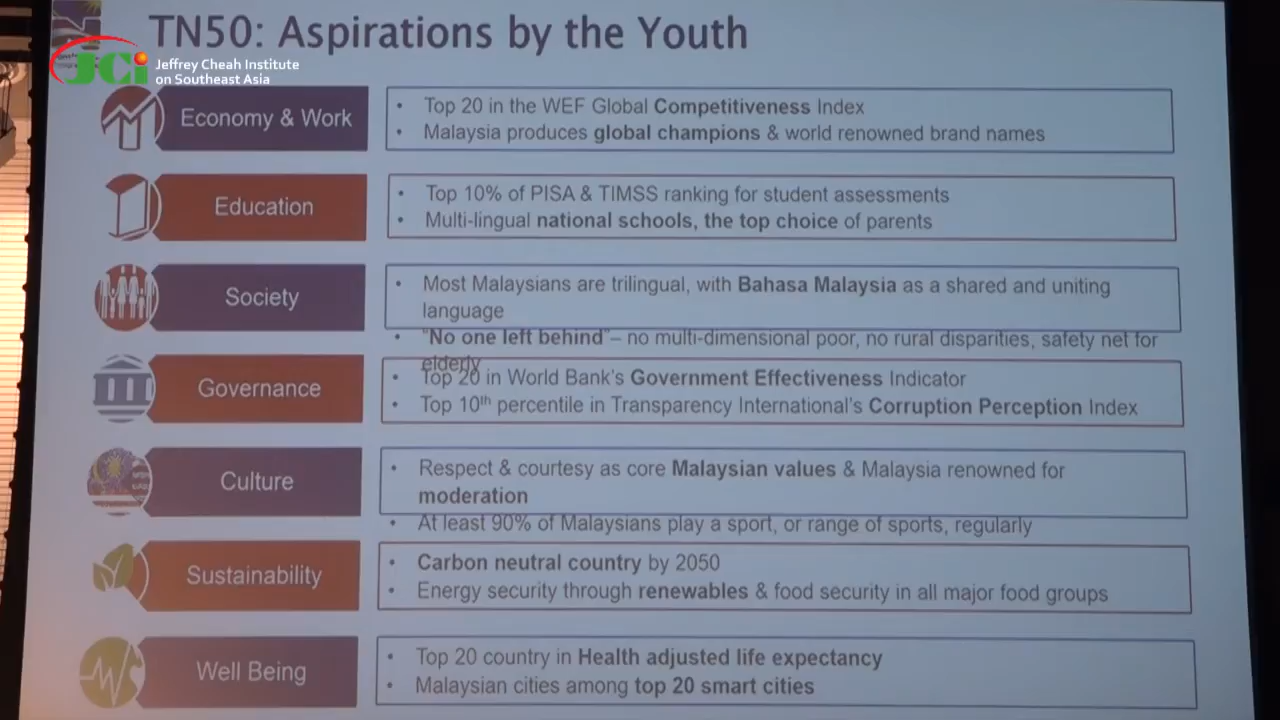 TN50: Aspirations by the Youth
JCi
Jeffrey Cheah Institute
on Southeast Asia
Economy & Work
• Top 20 in the WEF Global Competitiveness Index
• Malaysia produces global champions & world renowned brand names
Education
• Top 10% of PISA & TIMSS ranking for student assessments
• Multi-lingual national schools, the top choice of parents
Society
• Most Malaysians are trilingual, with Bahasa Malaysia as a shared and uniting
language
• "No one left behind" – no multi-dimensional poor, no rural disparities, safety net for
elderly
Governance
• Top 20 in World Bank's Government Effectiveness Indicator
• Top 10th percentile in Transparency International's Corruption Perception Index
Culture
• Respect & courtesy as core Malaysian values & Malaysia renowned for
moderation
• At least 90% of Malaysians play a sport, or range of sports, regularly
Sustainability
• Carbon neutral country by 2050
• Energy security through renewables & food security in all major food groups
Well Being
• Top 20 country in Health adjusted life expectancy
• Malaysian cities among top 20 smart cities